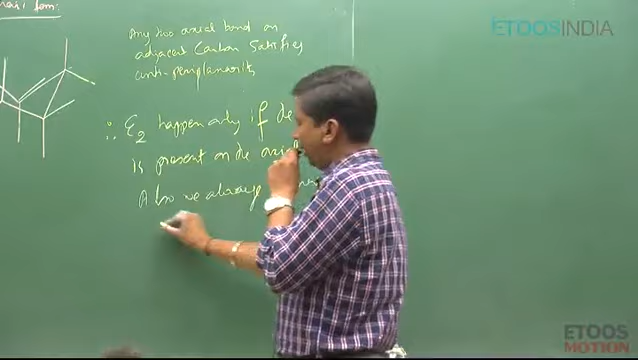 ETOOSINDIA
Any two axial bond on
adjacent Carbon Satisfies
anti-periplanarity
∴ E2 happen only if
is present on the axial
Also we always
ETOOS
MOTION